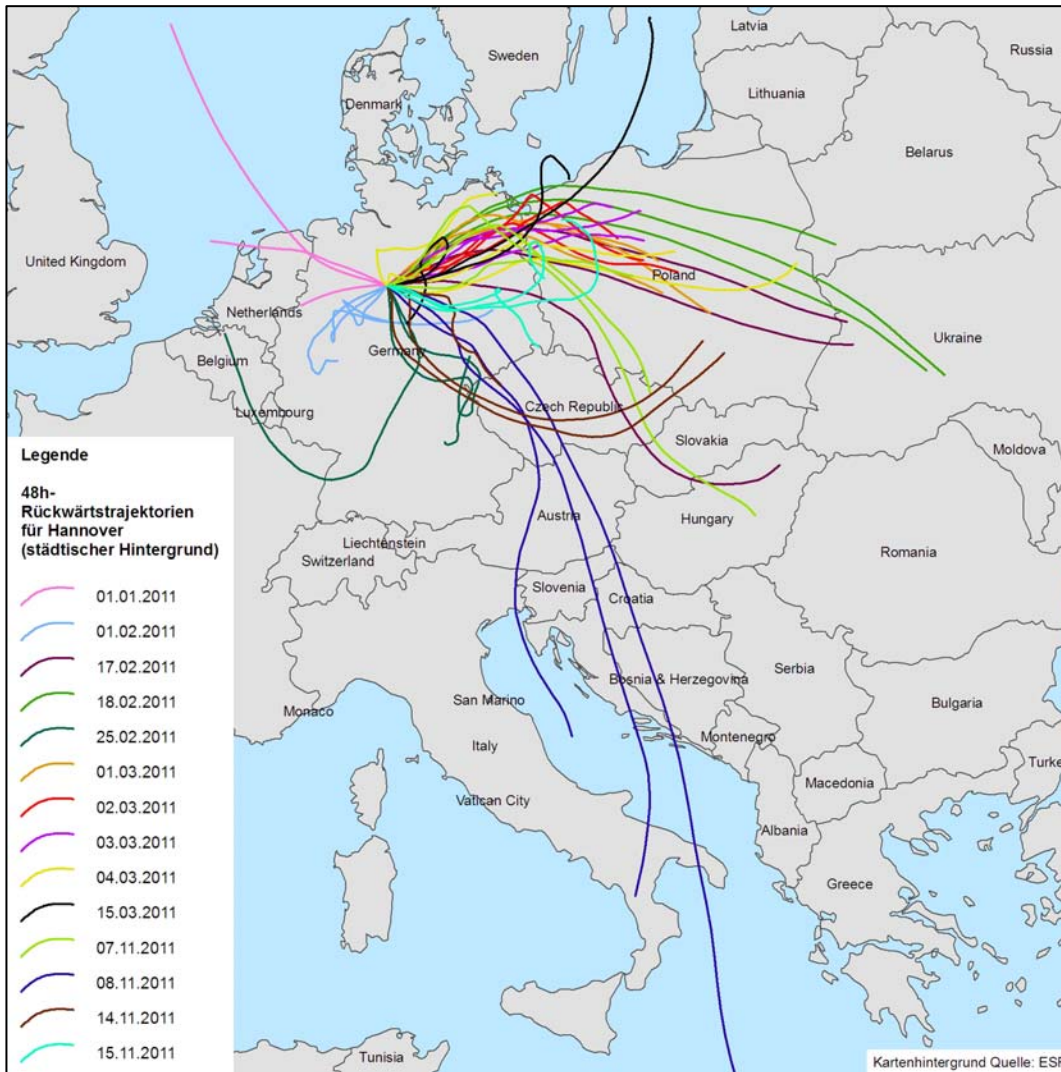 Latvia
Russia
Sweden
Denmark
Lithuania
Belarus
United Kingdom
Poland
Netherlands
Ukraine
Germany
Belgium
Luxembourg
Czech Republic
Slovakia
Moldova
Austria
Hungary
Liechtenstein
Switzerland
Romania
Slovenia
Croatia
Serbia
Bosnia & Herzegovina
San Marino
Monaco
Bulgaria
Italy
Montenegro
Turke
Macedonia
Vatican City
Albania
Greece
Tunisia
Legende
48h-
Rückwärtstrajektorien
für Hannover
(städtischer Hintergrund)
01.01.2011
01.02.2011
17.02.2011
18.02.2011
25.02.2011
01.03.2011
02.03.2011
03.03.2011
04.03.2011
15.03.2011
07.11.2011
08.11.2011
14.11.2011
15.11.2011
Kartenhintergrund Quelle: ESR